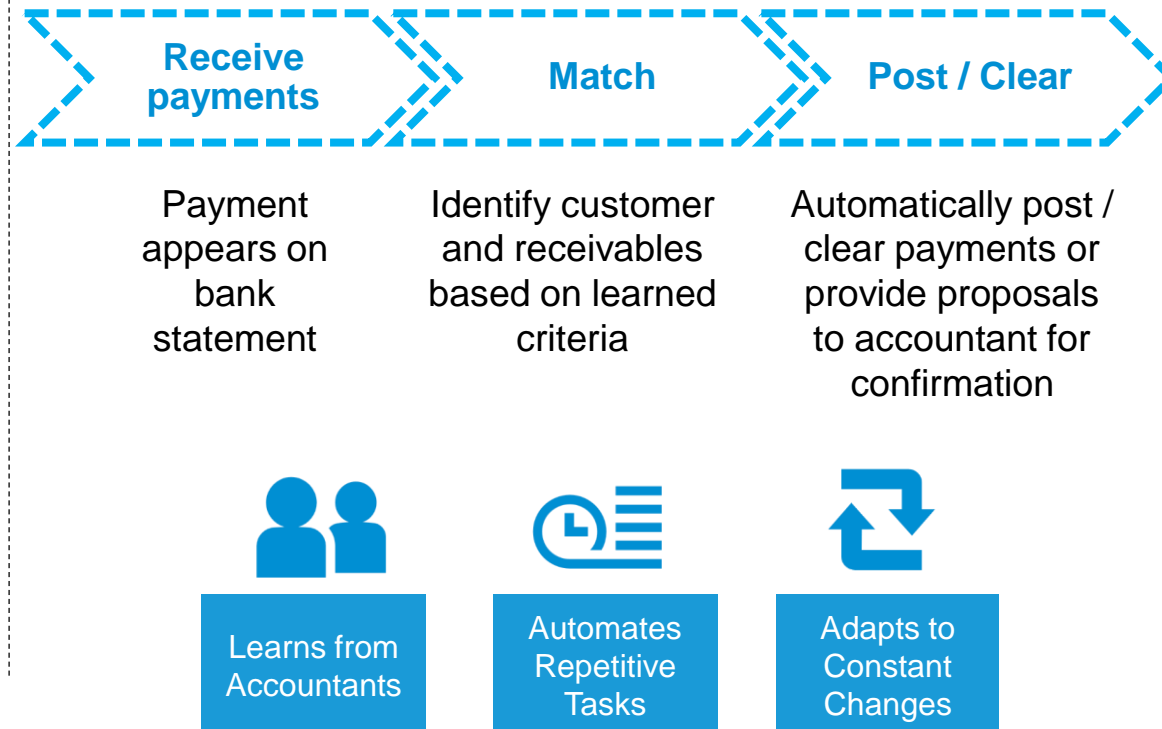 Receive
payments
Match
Post / Clear
Payment
appears on
bank
statement
Identify customer
and receivables
based on learned
criteria
Automatically post /
clear payments or
provide proposals
to accountant for
confirmation
Learns from
Accountants
Automates
Repetitive
Tasks
Adapts to
Constant
Changes